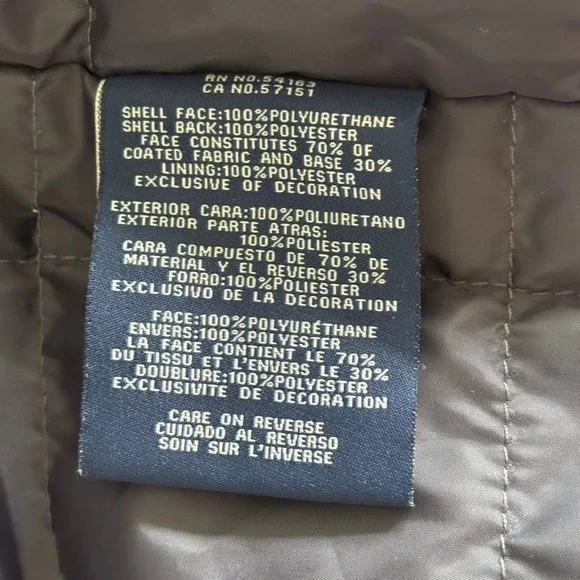 RN NO.54163
CA NO.57151
SHELL FACE:100%POLYURETHANE
SHELL BACK:100%POLYESTER
FACE CONSTITUTES 70% OF
COATED FABRIC AND BASE 30%
LINING:100%POLYESTER
EXCLUSIVE OF DECORATION
EXTERIOR CARA:100%POLIURETANO
EXTERIOR PARTE ATRAS:
100%POLIESTER
CARA COMPUESTO DE 70% DE
MATERIAL Y EL REVERSO 30%
FORRO:100%POLIESTER
EXCLUSIVO DE LA DECORATION
FACE:100%POLYURÉTHANE
ENVERS:100%POLYESTER
LA FACE CONTIENT LE 70%
DU TISSU ET L'ENVERS LE 30%
DOUBLURE:100%POLYESTER
EXCLUSIVITE DE DECORATION
CARE ON REVERSE
CUIDADO AL REVERSO
SOIN SUR L'INVERSE